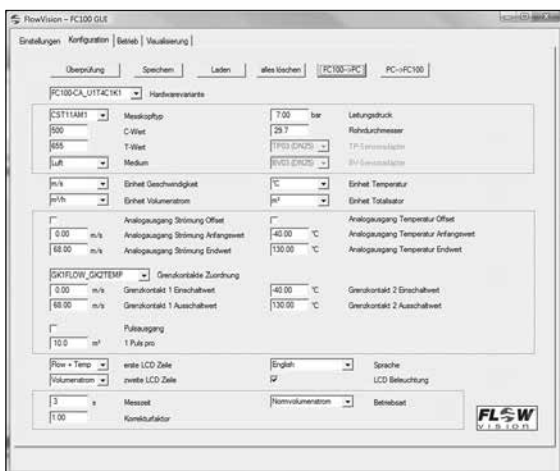 FlowVision - FC100 GUI
Einstellungen Konfiguration Betrieb Visualisierung
Überprüfung Speichern Laden alles löschen FC100->PC PC->FC100
FC100-CA_U1T4C1K1 Hardwarevariante
CST11AM1 Messkopftyp 7.00 bar Leitungsdruck
500 C-Wert 29.7 Rohrdurchmesser
655 T-Wert TP03 (DN25) TP-Sensoradapter
Luft Medium BV03 (DN25) BV-Sensoradapter
m/s Einheit Geschwindigkeit °C Einheit Temperatur
m³/h Einheit Volumenstrom m³ Einheit Totalisator
Analogausgang Strömung Offset Analogausgang Temperatur Offset
0.00 m/s Analogausgang Strömung Anfangswert -40.00 °C Analogausgang Temperatur Anfangswert
68.00 m/s Analogausgang Strömung Endwert 130.00 °C Analogausgang Temperatur Endwert
GK1FLOW_GK2TEMP Grenzkontakte Zuordnung
0.00 m/s Grenzkontakt 1 Einschaltwert -40.00 °C Grenzkontakt 2 Einschaltwert
68.00 m/s Grenzkontakt 1 Ausschaltwert 130.00 °C Grenzkontakt 2 Ausschaltwert
Pulsausgang
10.0 m³ 1 Puls pro
Flow + Temp erste LCD Zeile English Sprache
Volumenstrom zweite LCD Zeile LCD Beleuchtung
3 s Messzeit Normvolumenstrom Betriebsart
1.00 Korrekturfaktor
FLOW
VISION